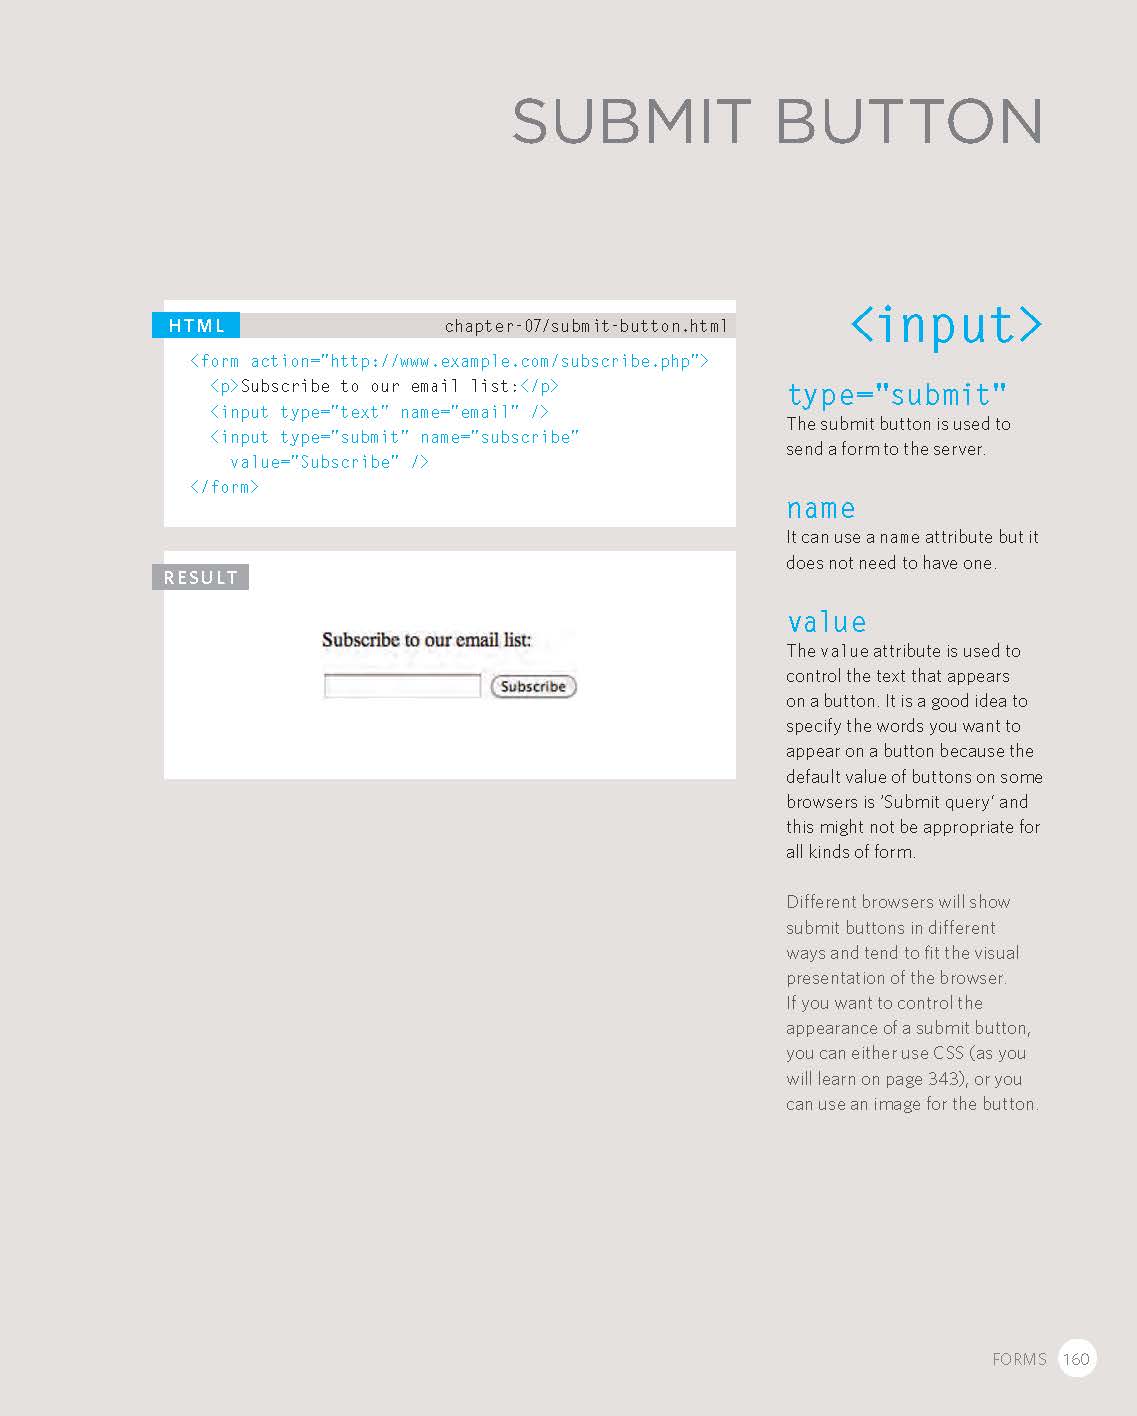 SUBMIT BUTTON
HTML
chapter-07/submit-button.html
<form action="http://www.example.com/subscribe.php">
<p>Subscribe to our email list:</p>
<input type="text" name="email" />
<input type="submit" name="subscribe"
value="Subscribe" />
</form>
RESULT
Subscribe to our email list:
Subscribe
<input>
type="submit"
The submit button is used to
send a form to the server.
name
It can use a name attribute but it
does not need to have one.
value
The value attribute is used to
control the text that appears
on a button. It is a good idea to
specify the words you want to
appear on a button because the
default value of buttons on some
browsers is 'Submit query' and
this might not be appropriate for
all kinds of form.
Different browsers will show
submit buttons in different
ways and tend to fit the visual
presentation of the browser.
If you want to control the
appearance of a submit button,
you can either use CSS (as you
will learn on page 343), or you
can use an image for the button.
FORMS 160